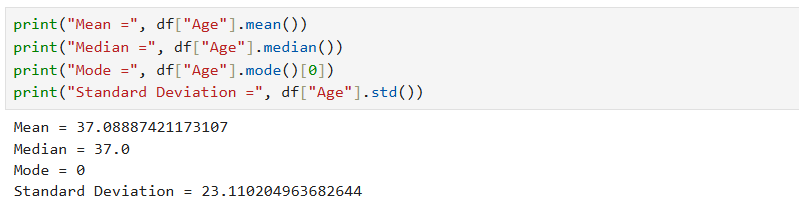 print("Mean =", df["Age"].mean())
print("Median =", df["Age"].median())
print("Mode =", df["Age"].mode()[0])
print("Standard Deviation =", df["Age"].std())
Mean = 37.08887421173107
Median = 37.0
Mode = 0
Standard Deviation = 23.110204963682644